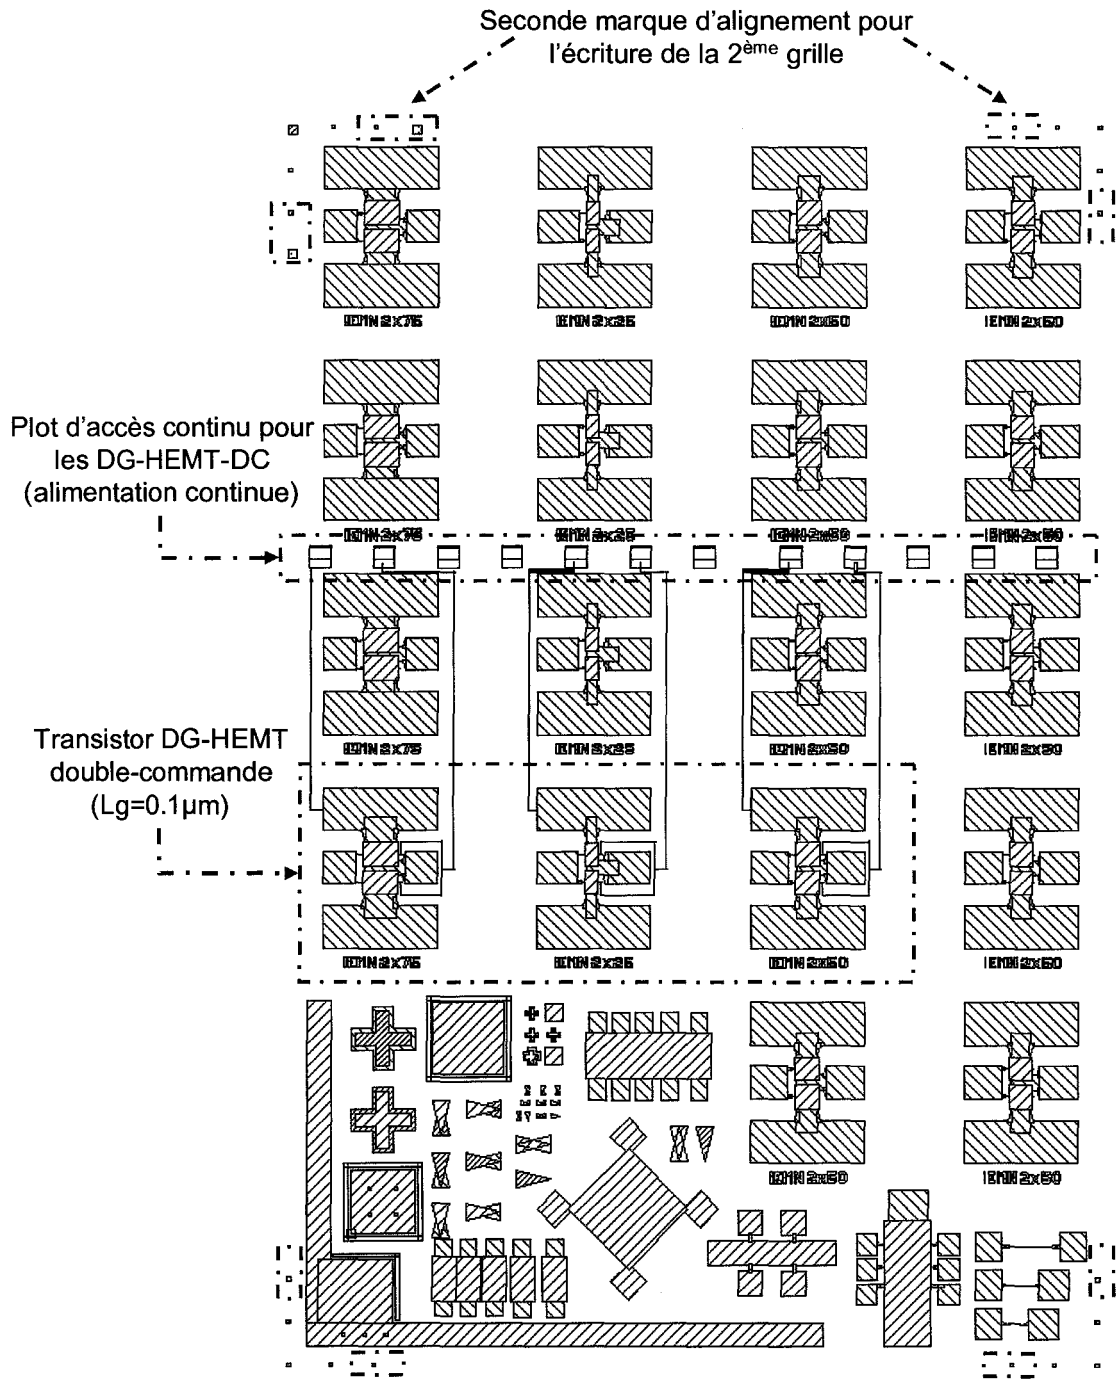 Seconde marque d'alignement pour
l'écriture de la 2ème grille
IEMN 2x75
IEMN 2x25
IEMN 2x50
IEMN 2x50
Plot d'accès continu pour
les DG-HEMT-DC
(alimentation continue)
IEMN 2x75
IEMN 2x25
IEMN 2x50
IEMN 2x50
Transistor DG-HEMT
double-commande
(Lg=0.1µm)
IEMN 2x75
IEMN 2x25
IEMN 2x50
IEMN 2x50
IEMN 2x75
IEMN 2x25
IEMN 2x50
IEMN 2x50
IEMN 2x50
IEMN 2x50